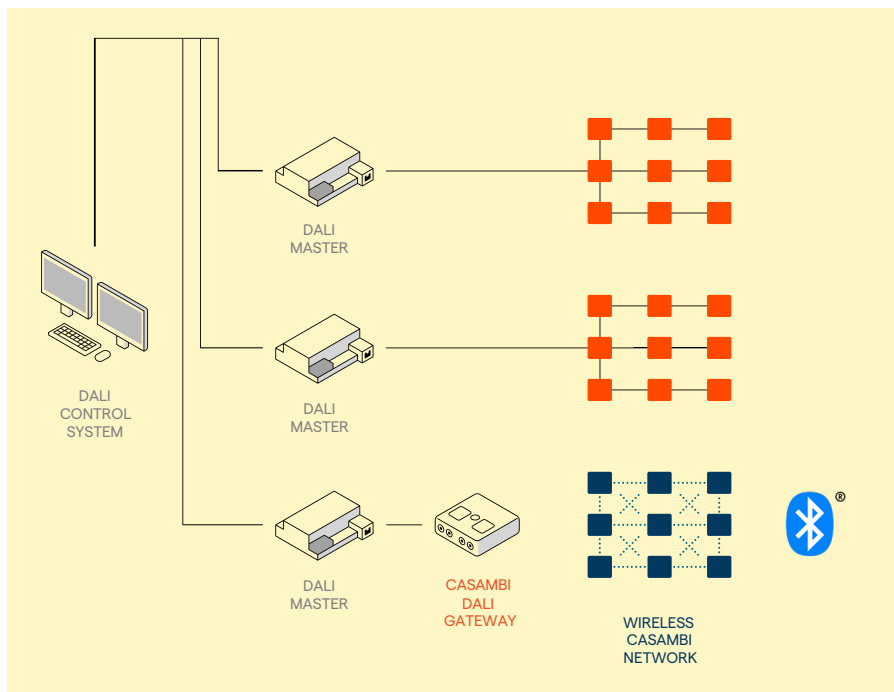 DALI
MASTER
DALI
CONTROL
SYSTEM
DALI
MASTER
DALI
MASTER
CASAMBI
DALI
GATEWAY
®
WIRELESS
CASAMBI
NETWORK